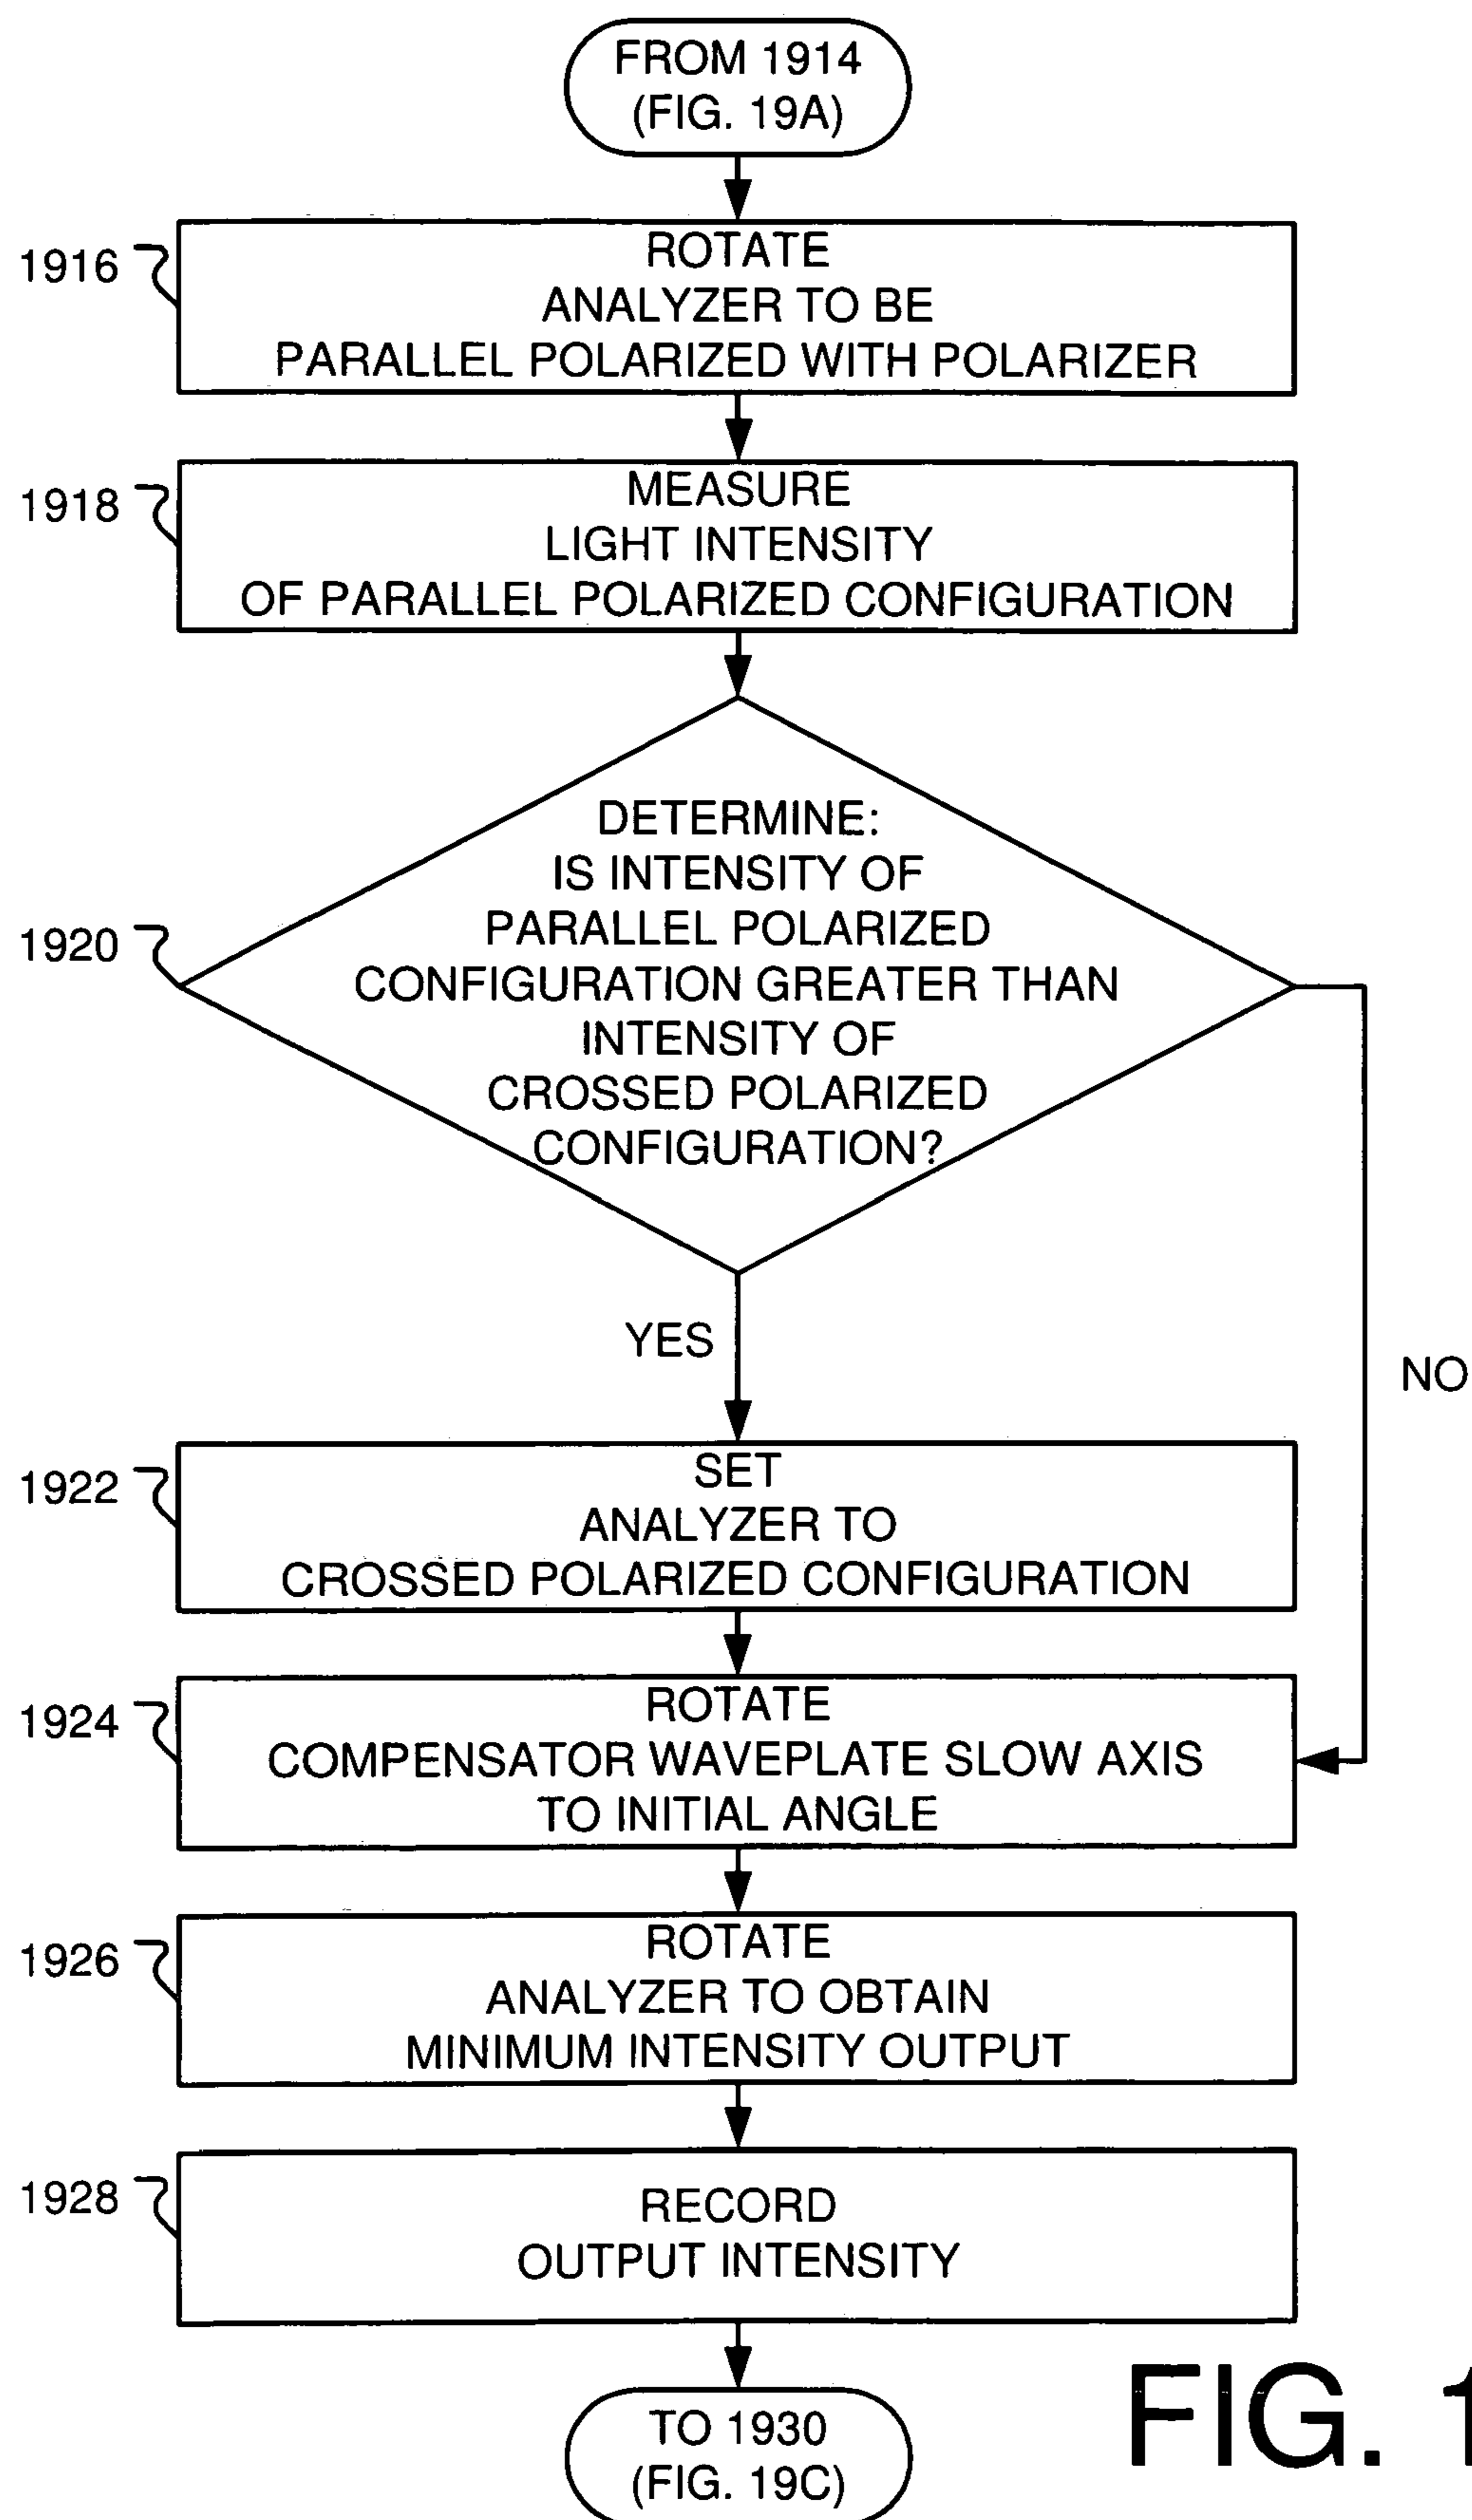 FROM 1914
(FIG. 19A)
1916
ROTATE
ANALYZER TO BE
PARALLEL POLARIZED WITH POLARIZER
1918
MEASURE
LIGHT INTENSITY
OF PARALLEL POLARIZED CONFIGURATION
1920
DETERMINE:
IS INTENSITY OF
PARALLEL POLARIZED
CONFIGURATION GREATER THAN
INTENSITY OF
CROSSED POLARIZED
CONFIGURATION?
YES
NO
1922
SET
ANALYZER TO
CROSSED POLARIZED CONFIGURATION
1924
ROTATE
COMPENSATOR WAVEPLATE SLOW AXIS
TO INITIAL ANGLE
1926
ROTATE
ANALYZER TO OBTAIN
MINIMUM INTENSITY OUTPUT
1928
RECORD
OUTPUT INTENSITY
TO 1930
(FIG. 19C)
FIG.